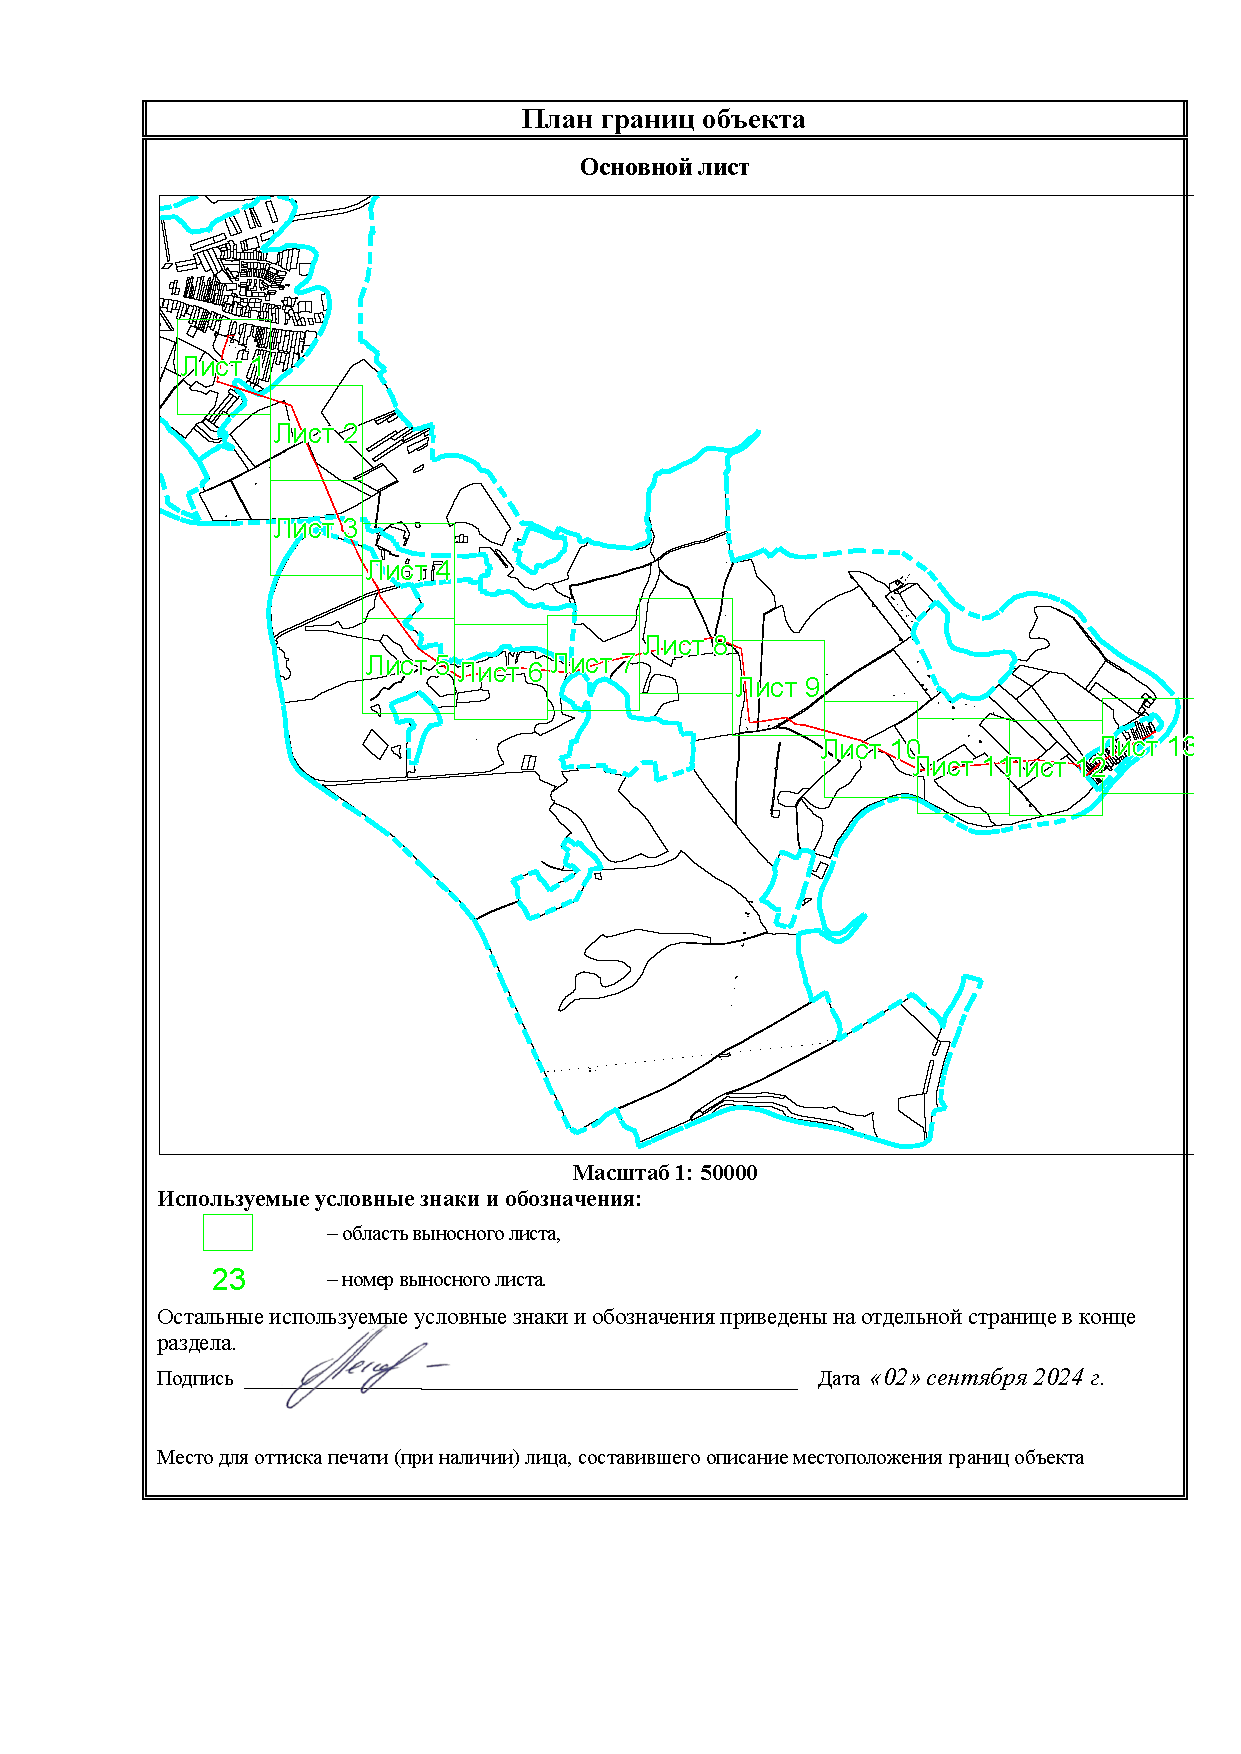 План границ объекта
Основной лист
Лист 1
Лист 2
Лист 3
Лист 4
Лист 5
Лист 6
Лист 7
Лист 8
Лист 9
Лист 10
Лист 11
Лист 12
Лист 13
Масштаб 1: 50000
Используемые условные знаки и обозначения:
– область выносного листа,
23 – номер выносного листа.
Остальные используемые условные знаки и обозначения приведены на отдельной странице в конце
раздела.
Подпись Дата «02» сентября 2024 г.
Место для оттиска печати (при наличии) лица, составившего описание местоположения границ объекта